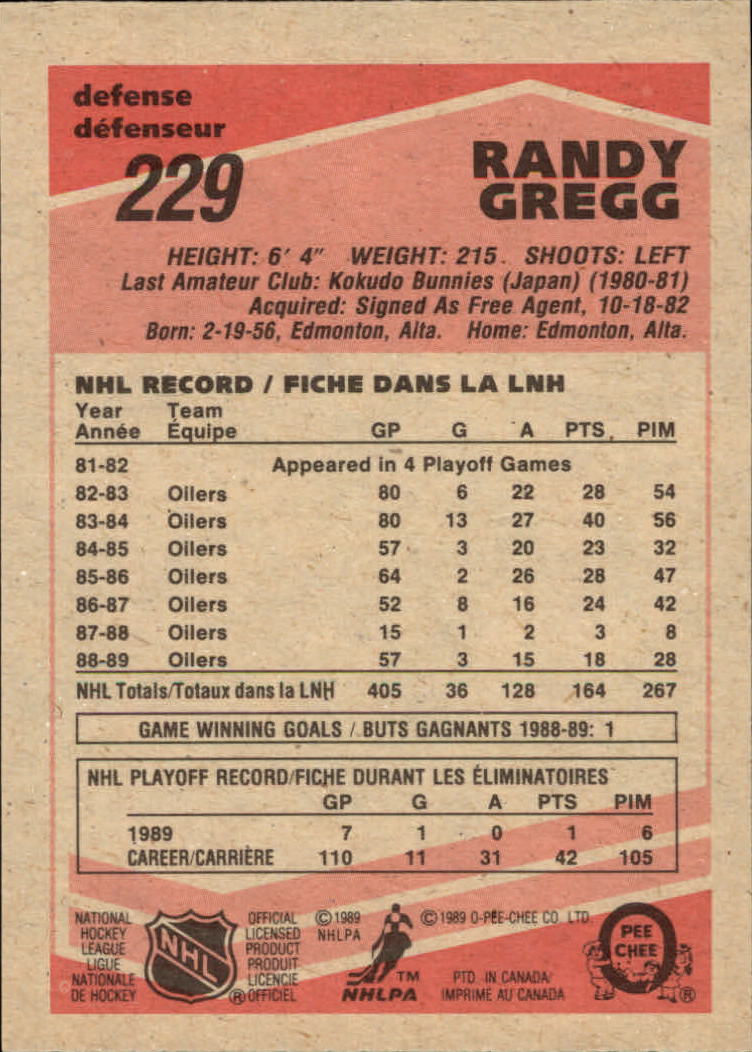 defense
défenseur
229
RANDY
GREGG
HEIGHT: 6' 4" WEIGHT: 215. SHOOTS: LEFT
Last Amateur Club: Kokudo Bunnies (Japan) (1980-81)
Acquired: Signed As Free Agent, 10-18-82
Born: 2-19-56, Edmonton, Alta. Home: Edmonton, Alta.
NHL RECORD / FICHE DANS LA LNH
Year Team
Année Équipe GP G A PTS. PIM
81-82 Appeared in 4 Playoff Games
82-83 Oilers 80 6 22 28 54
83-84 Oilers 80 13 27 40 56
84-85 Oilers 57 3 20 23 32
85-86 Oilers 64 2 26 28 47
86-87 Oilers 52 8 16 24 42
87-88 Oilers 15 1 2 3 8
88-89 Oilers 57 3 15 18 28
NHL Totals/Totaux dans la LNH 405 36 128 164 267
GAME WINNING GOALS / BUTS GAGNANTS 1988-89: 1
NHL PLAYOFF RECORD/FICHE DURANT LES ÉLIMINATOIRES
GP G A PTS PIM
1989 7 1 0 1 6
CAREER/CARRIÈRE 110 11 31 42 105
NATIONAL
HOCKEY
LEAGUE
LIGUE
NATIONALE
DE HOCKEY
NHL
OFFICIAL
LICENSED
PRODUCT
PRODUIT
LICENCIE
® OFFICIEL
© 1989
NHLPA
TM
NHLPA
© 1989 O-PEE-CHEE CO. LTD.
PTD. IN CANADA/
IMPRIME AU CANADA
PEE
CHEE
®